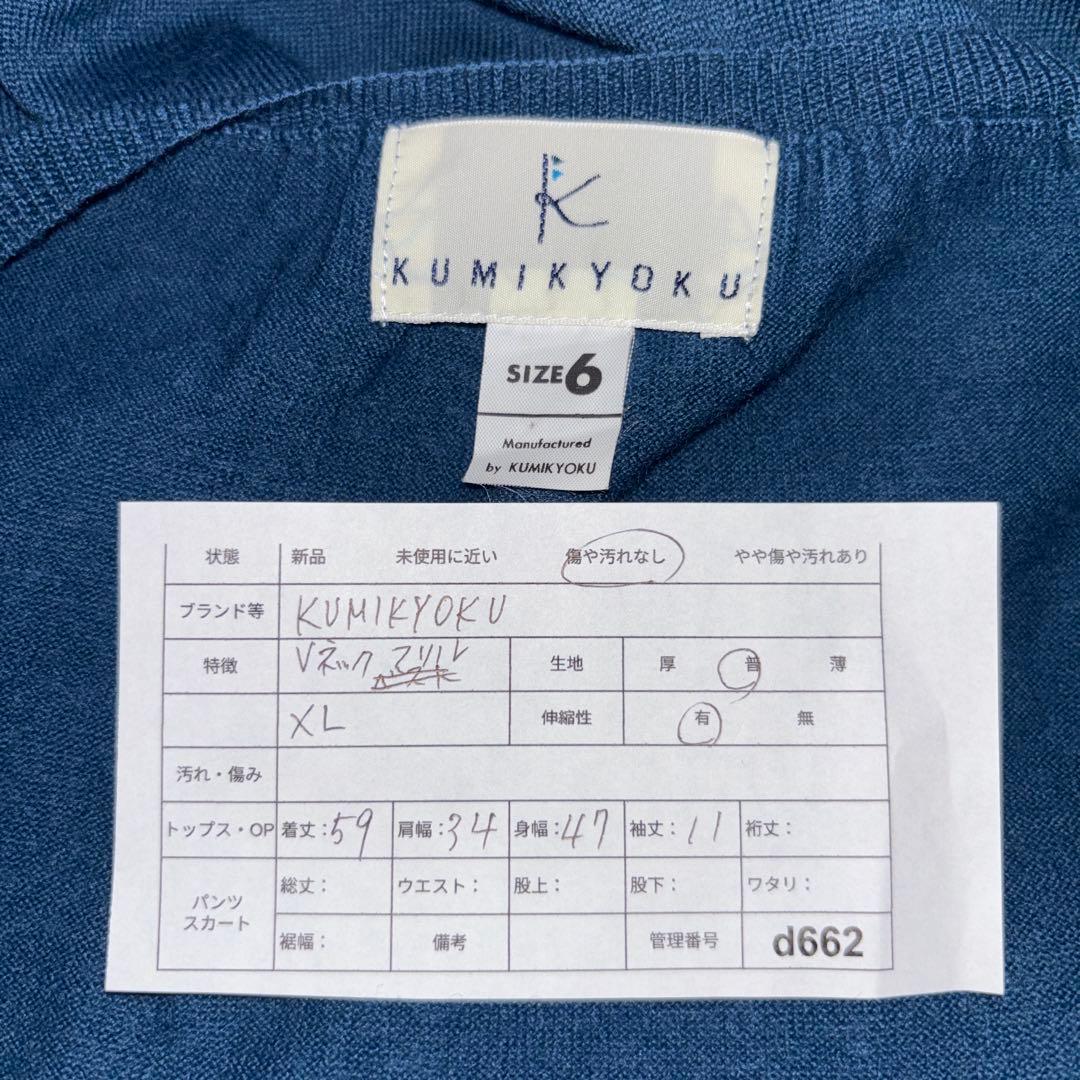 K
KUMIKYOKU
SIZE 6
Manufactured
by KUMIKYOKU
状態 新品 未使用に近い 傷や汚れなし やや傷や汚れあり
ブランド等 KUMIKYOKU
特徴 Vネック 生地 厚 普 薄
XL 伸縮性 有 無
汚れ・傷み
トップス・OP 着丈:59 肩幅:34 身幅:47 袖丈:11 裄丈:
パンツ
スカート
総丈: ウエスト: 股上: 股下: ワタリ:
裾幅: 備考 管理番号 d662